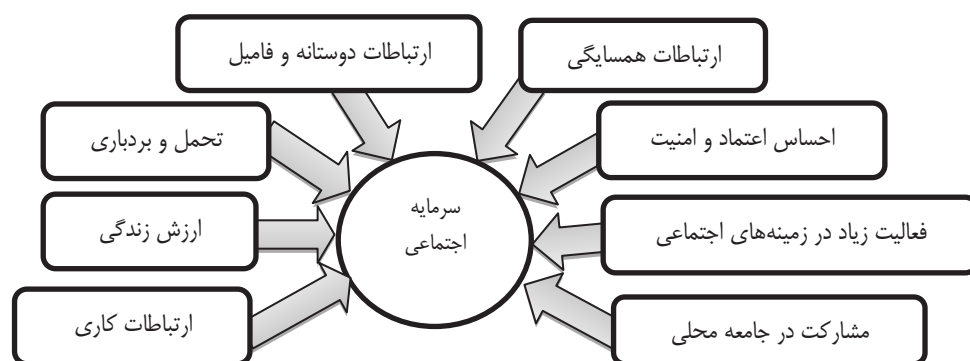 ارتباطات همسایگی
ارتباطات دوستانه و فامیل
احساس اعتماد و امنیت
تحمل و بردباری
سرمایه
اجتماعی
فعالیت زیاد در زمینه‌های اجتماعی
ارزش زندگی
مشارکت در جامعه محلی
ارتباطات کاری